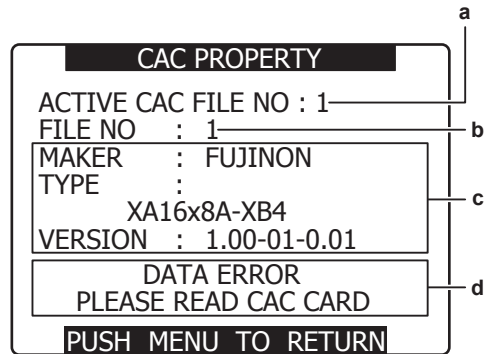 a
CAC PROPERTY
ACTIVE CAC FILE NO : 1
FILE NO : 1
b
MAKER : FUJINON
TYPE :
c
XA16x8A-XB4
VERSION : 1.00-01-0.01
DATA ERROR
d
PLEASE READ CAC CARD
PUSH MENU TO RETURN